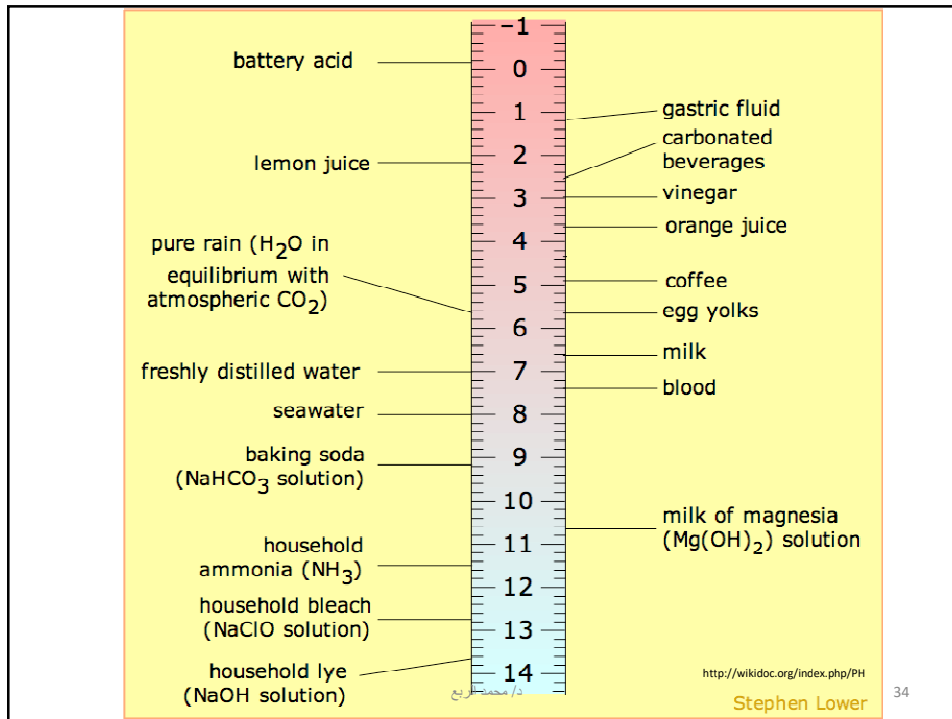 battery acid
lemon juice
pure rain (H₂O in
equilibrium with
atmospheric CO₂)
freshly distilled water
seawater
baking soda
(NaHCO₃ solution)
household
ammonia (NH₃)
household bleach
(NaClO solution)
household lye
(NaOH solution)
–1
0
1
2
3
4
5
6
7
8
9
10
11
12
13
14
gastric fluid
carbonated
beverages
vinegar
orange juice
coffee
egg yolks
milk
blood
milk of magnesia
(Mg(OH)₂) solution
http://wikidoc.org/index.php/PH
Stephen Lower
د/ محمد
34